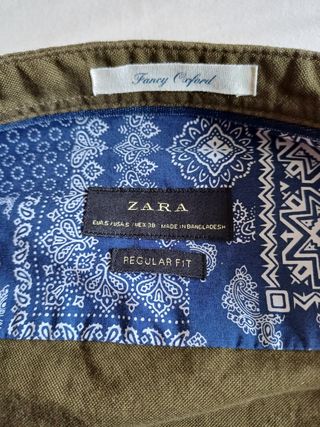 Fancy Oxford
ZARA
EUR S / USA S / MEX 38 MADE IN BANGLADESH
REGULAR FIT